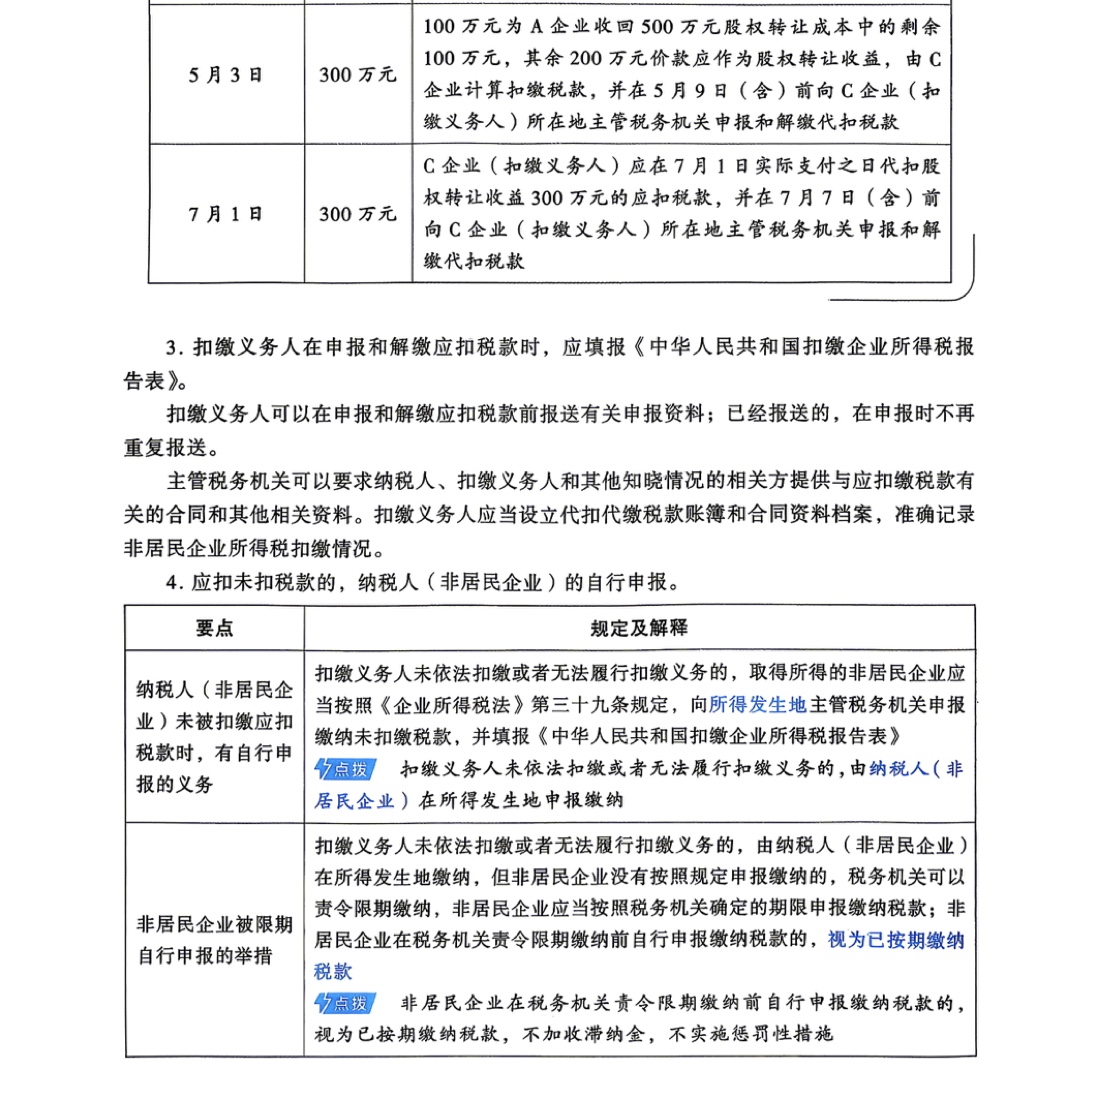 100 万元为 A 企业收回 500 万元股权转让成本中的剩余
100 万元，其余 200 万元价款应作为股权转让收益，由 C
5 月 3 日
300 万元
企业计算扣缴税款，并在 5 月 9 日（含）前向 C 企业（扣
缴义务人）所在地主管税务机关申报和解缴代扣税款
C 企业（扣缴义务人）应在 7 月 1 日实际支付之日代扣股
权转让收益 300 万元的应扣税款，并在 7 月 7 日（含）前
7 月 1 日
300 万元
向 C 企业（扣缴义务人）所在地主管税务机关申报和解
缴代扣税款
3. 扣缴义务人在申报和解缴应扣税款时，应填报《中华人民共和国扣缴企业所得税报
告表》。
扣缴义务人可以在申报和解缴应扣税款前报送有关申报资料；已经报送的，在申报时不再
重复报送。
主管税务机关可以要求纳税人、扣缴义务人和其他知晓情况的相关方提供与应扣缴税款有
关的合同和其他相关资料。扣缴义务人应当设立代扣代缴税款账簿和合同资料档案，准确记录
非居民企业所得税扣缴情况。
4. 应扣未扣税款的，纳税人（非居民企业）的自行申报。
要点
规定及解释
纳税人（非居民企
业）未被扣缴应扣
税款时，有自行申
报的义务
扣缴义务人未依法扣缴或者无法履行扣缴义务的，取得所得的非居民企业应
当按照《企业所得税法》第三十九条规定，向所得发生地主管税务机关申报
缴纳未扣缴税款，并填报《中华人民共和国扣缴企业所得税报告表》
点拨 扣缴义务人未依法扣缴或者无法履行扣缴义务的，由纳税人（非
居民企业）在所得发生地申报缴纳
非居民企业被限期
自行申报的举措
扣缴义务人未依法扣缴或者无法履行扣缴义务的，由纳税人（非居民企业）
在所得发生地缴纳，但非居民企业没有按照规定申报缴纳的，税务机关可以
责令限期缴纳，非居民企业应当按照税务机关确定的期限申报缴纳税款；非
居民企业在税务机关责令限期缴纳前自行申报缴纳税款的，视为已按期缴纳
税款
点拨 非居民企业在税务机关责令限期缴纳前自行申报缴纳税款的，
视为已按期缴纳税款，不加收滞纳金，不实施惩罚性措施